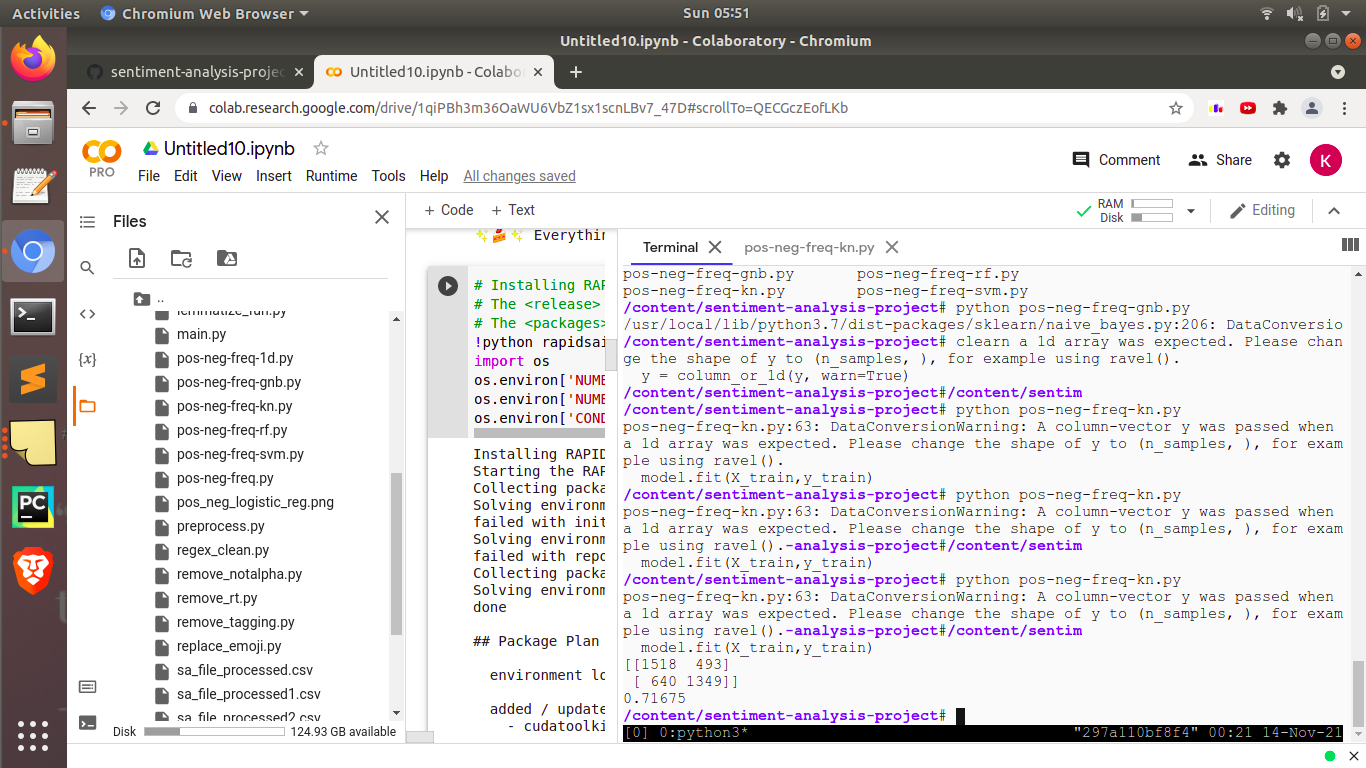 Activities
Chromium Web Browser
Sun 05:51
Untitled10.ipynb - Colaboratory - Chromium
sentiment-analysis-projec
Untitled10.ipynb - Colabo
colab.research.google.com/drive/1qiPBh3m36OaWU6VbZ1sx1scnLBv7_47D#scrollTo=QECGczEofLKb
PRO
Untitled10.ipynb
File Edit View Insert Runtime Tools Help All changes saved
Comment
Share
K
Files
+ Code + Text
RAM
Disk
Editing
..
lemmatize_fun.py
main.py
pos-neg-freq-1d.py
pos-neg-freq-gnb.py
pos-neg-freq-kn.py
pos-neg-freq-rf.py
pos-neg-freq-svm.py
pos-neg-freq.py
pos_neg_logistic_reg.png
preprocess.py
regex_clean.py
remove_notalpha.py
remove_rt.py
remove_tagging.py
replace_emoji.py
sa_file_processed.csv
sa_file_processed1.csv
sa_file_processed2.csv
Disk 124.93 GB available
{x}
PC
Everythin
# Installing RAP
# The <release>
# The <packages>
!python rapidsai
import os
os.environ['NUMB
os.environ['NUMB
os.environ['COND
Installing RAPID
Starting the RAP
Collecting packa
Solving environm
failed with init
Solving environm
failed with repo
Collecting packa
Solving environm
done
## Package Plan
environment lo
added / update
- cudatoolki
Terminal
pos-neg-freq-kn.py
pos-neg-freq-gnb.py pos-neg-freq-rf.py
pos-neg-freq-kn.py pos-neg-freq-svm.py
/content/sentiment-analysis-project# python pos-neg-freq-gnb.py
/usr/local/lib/python3.7/dist-packages/sklearn/naive_bayes.py:206: DataConversio
/content/sentiment-analysis-project# clearn a 1d array was expected. Please chan
ge the shape of y to (n_samples, ), for example using ravel().
y = column_or_1d(y, warn=True)
/content/sentiment-analysis-project#/content/sentim
/content/sentiment-analysis-project# python pos-neg-freq-kn.py
pos-neg-freq-kn.py:63: DataConversionWarning: A column-vector y was passed when
a 1d array was expected. Please change the shape of y to (n_samples, ), for exam
ple using ravel().
model.fit(X_train,y_train)
/content/sentiment-analysis-project# python pos-neg-freq-kn.py
pos-neg-freq-kn.py:63: DataConversionWarning: A column-vector y was passed when
a 1d array was expected. Please change the shape of y to (n_samples, ), for exam
ple using ravel().-analysis-project#/content/sentim
model.fit(X_train,y_train)
/content/sentiment-analysis-project# python pos-neg-freq-kn.py
pos-neg-freq-kn.py:63: DataConversionWarning: A column-vector y was passed when
a 1d array was expected. Please change the shape of y to (n_samples, ), for exam
ple using ravel().-analysis-project#/content/sentim
model.fit(X_train,y_train)
[[1518 493]
[ 640 1349]]
0.71675
/content/sentiment-analysis-project#
[0] 0:python3* "297a110bf8f4" 00:21 14-Nov-21